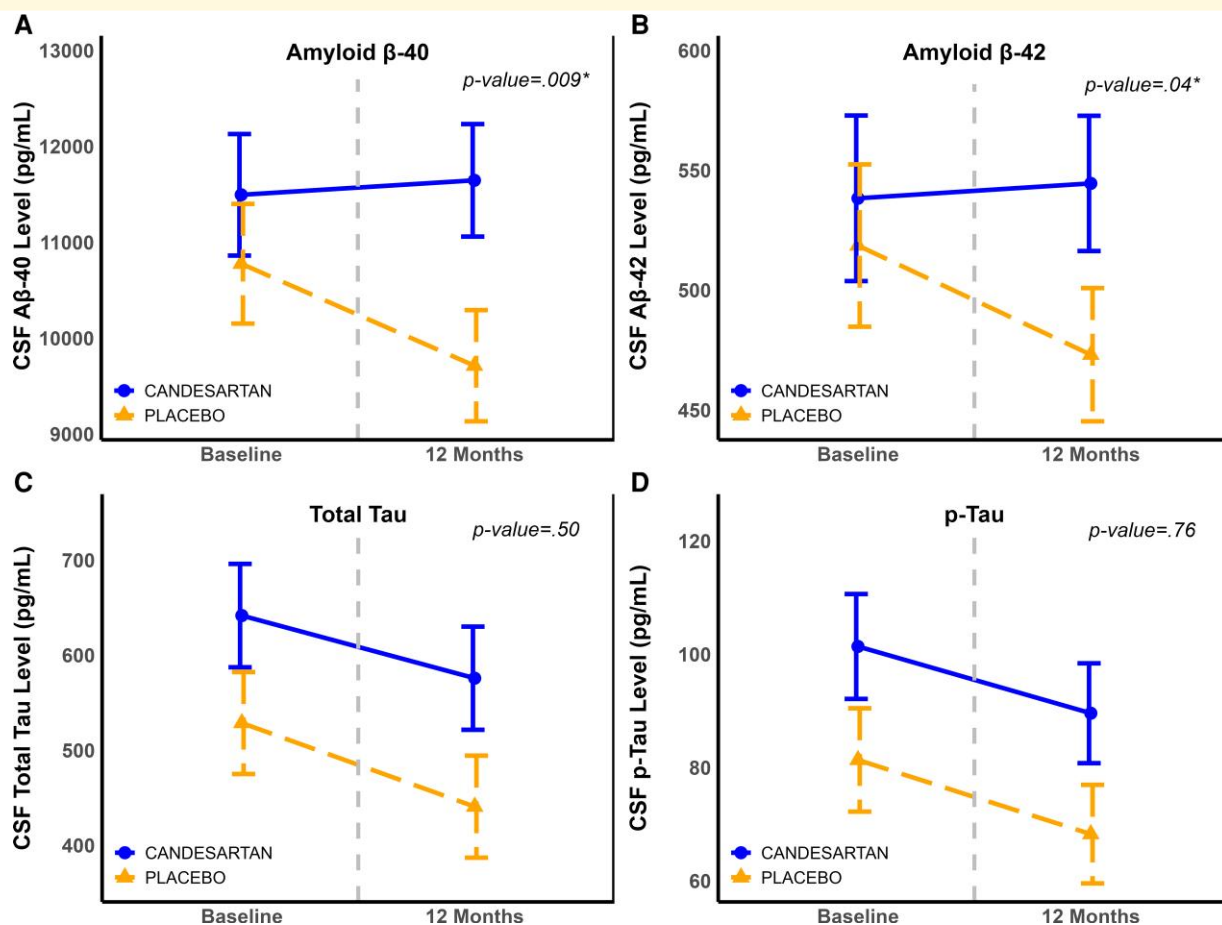 A
Amyloid β-40
p-value=.009*
CSF Aβ-40 Level (pg/mL)
13000
12000
11000
10000
9000
CANDESARTAN
PLACEBO
Baseline
12 Months
B
Amyloid β-42
p-value=.04*
CSF Aβ-42 Level (pg/mL)
600
550
500
450
CANDESARTAN
PLACEBO
Baseline
12 Months
C
Total Tau
p-value=.50
CSF Total Tau Level (pg/mL)
700
600
500
400
CANDESARTAN
PLACEBO
Baseline
12 Months
D
p-Tau
p-value=.76
CSF p-Tau Level (pg/mL)
120
100
80
60
CANDESARTAN
PLACEBO
Baseline
12 Months